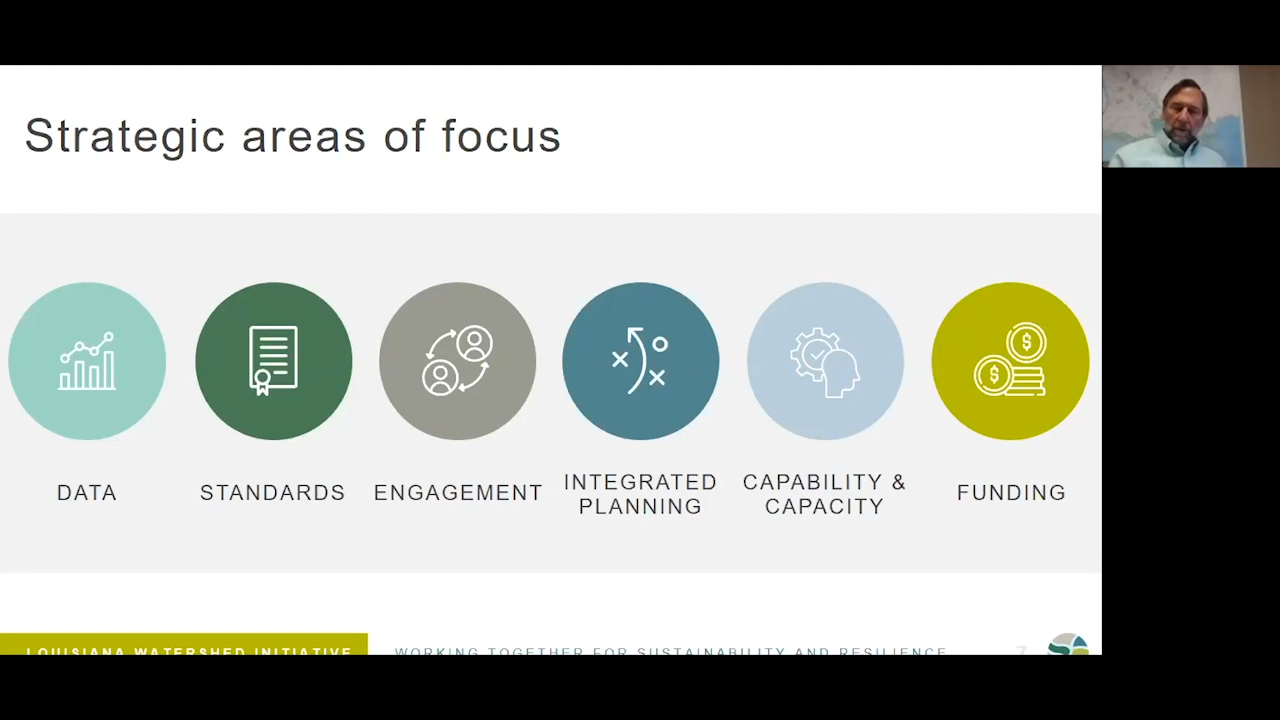 Strategic areas of focus
DATA
STANDARDS
ENGAGEMENT
INTEGRATED
PLANNING
CAPABILITY &
CAPACITY
FUNDING
LOUISIANA WATERSHED INITIATIVE
WORKING TOGETHER FOR SUSTAINABILITY AND RESILIENCE
7